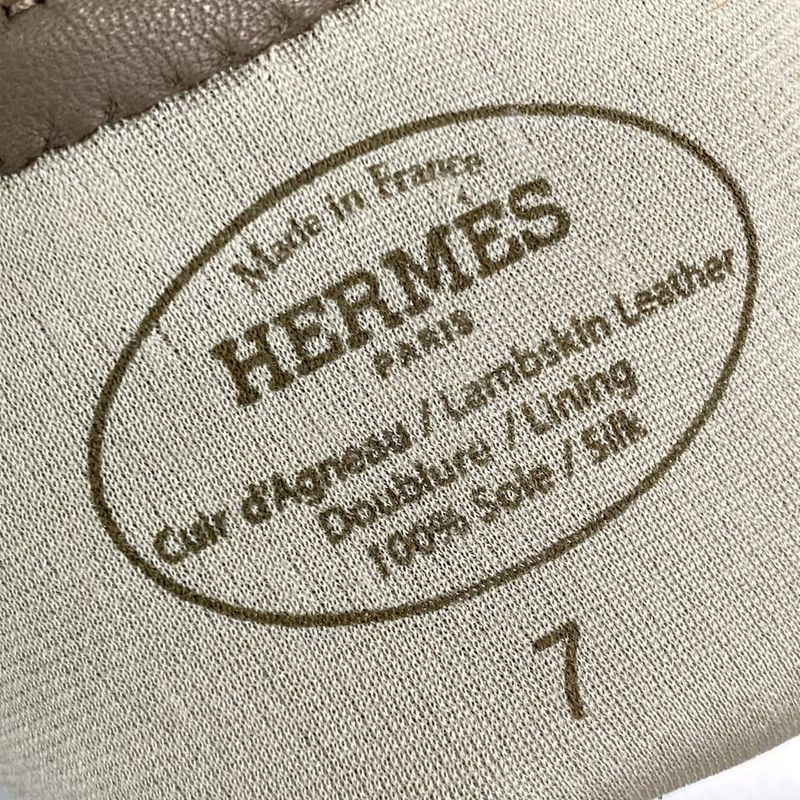 Made in France
HERMÈS
PARIS
Cuir d'Agneau / Lambskin Leather
Doublure / Lining
100% Soie / Silk
7